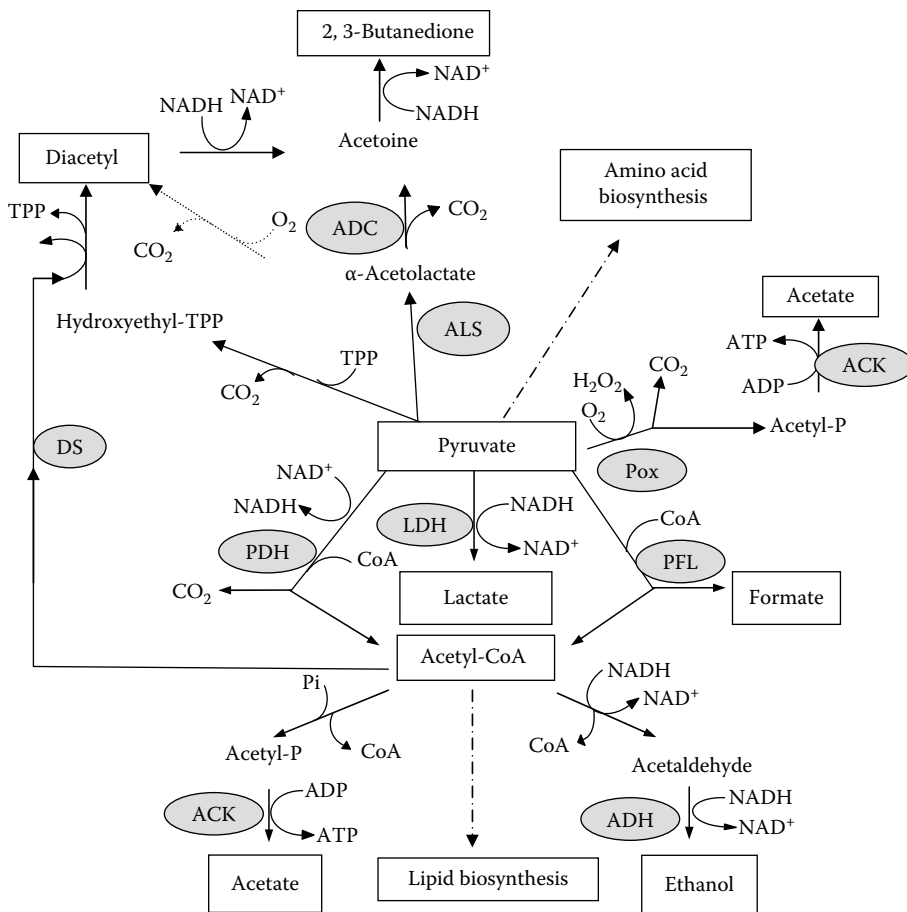 2, 3-Butanedione
NADH NAD⁺
NAD⁺
NADH
Acetoine
Diacetyl
Amino acid
biosynthesis
TPP
CO₂
O₂
ADC
CO₂
α-Acetolactate
Hydroxyethyl-TPP
ALS
Acetate
ATP
ACK
ADP
CO₂
TPP
H₂O₂
CO₂
O₂
Acetyl-P
Pyruvate
Pox
DS
NAD⁺
NADH
LDH
NADH
NAD⁺
CoA
PDH
CoA
PFL
CO₂
Lactate
Formate
Acetyl-CoA
Pi
NADH
NAD⁺
Acetyl-P
CoA
CoA
Acetaldehyde
ACK
ADP
ATP
ADH
NADH
NAD⁺
Acetate
Lipid biosynthesis
Ethanol